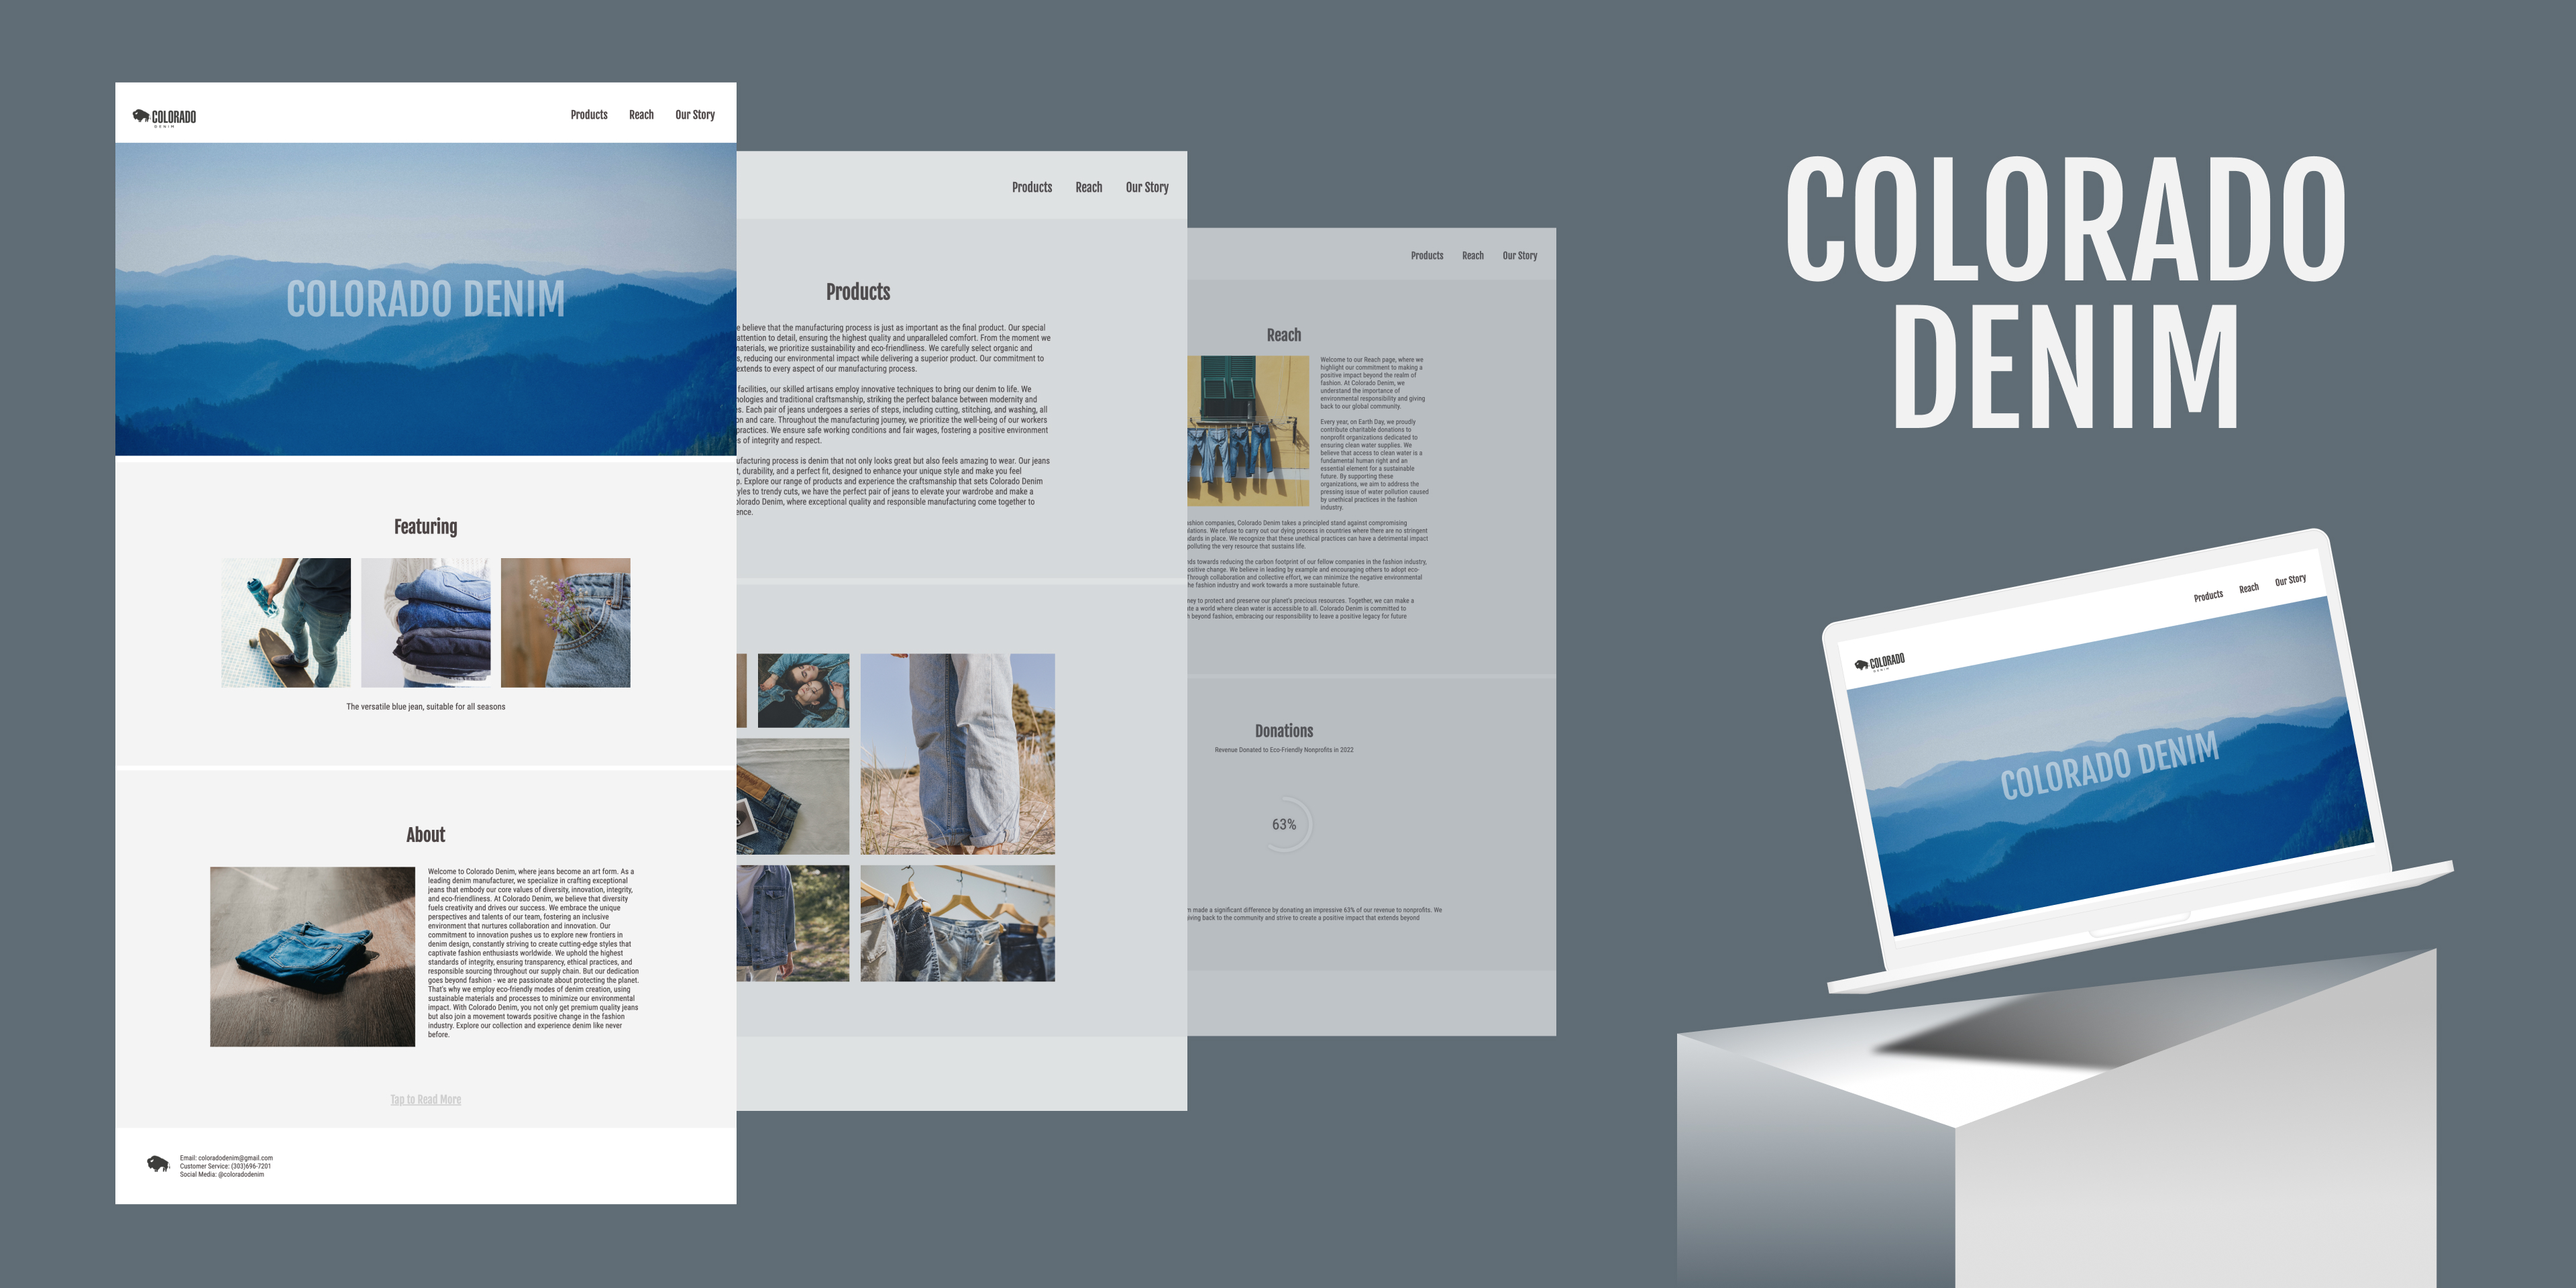 COLORADO
DENIM
Products Reach Our Story
COLORADO DENIM
Featuring
The versatile blue jean, suitable for all seasons
About
Welcome to Colorado Denim, where jeans become an art form. As a
leading denim manufacturer, we specialize in crafting exceptional
jeans that embody our core values of diversity, innovation, integrity,
and eco-friendliness. At Colorado Denim, we believe that diversity
fuels creativity and drives our success. We embrace the unique
perspectives and talents of our team, fostering an inclusive
environment that nurtures collaboration and innovation. Our
commitment to innovation pushes us to explore new frontiers in
denim design, constantly striving to create cutting-edge styles that
captivate fashion enthusiasts worldwide. We uphold the highest
standards of integrity, ensuring transparency, ethical practices, and
responsible sourcing throughout our supply chain. But our dedication
goes beyond fashion - we are passionate about protecting the planet.
That's why we employ eco-friendly modes of denim creation, using
sustainable materials and processes to minimize our environmental
impact. With Colorado Denim, you not only get premium quality jeans
but also join a movement towards positive change in the fashion
industry. Explore our collection and experience denim like never
before.
Tap to Read More
Email: coloradodenim@gmail.com
Customer Service: (303)696-7201
Social Media: @coloradodenim
Products Reach Our Story
Products
e believe that the manufacturing process is just as important as the final product. Our special
attention to detail, ensuring the highest quality and unparalleled comfort. From the moment we
materials, we prioritize sustainability and eco-friendliness. We carefully select organic and
s, reducing our environmental impact while delivering a superior product. Our commitment to
extends to every aspect of our manufacturing process.
facilities, our skilled artisans employ innovative techniques to bring our denim to life. We
nologies and traditional craftsmanship, striking the perfect balance between modernity and
es. Each pair of jeans undergoes a series of steps, including cutting, stitching, and washing, all
on and care. Throughout the manufacturing journey, we prioritize the well-being of our workers
practices. We ensure safe working conditions and fair wages, fostering a positive environment
s of integrity and respect.
ufacturing process is denim that not only looks great but also feels amazing to wear. Our jeans
t, durability, and a perfect fit, designed to enhance your unique style and make you feel
p. Explore our range of products and experience the craftsmanship that sets Colorado Denim
yles to trendy cuts, we have the perfect pair of jeans to elevate your wardrobe and make a
olorado Denim, where exceptional quality and responsible manufacturing come together to
ence.
Products Reach Our Story
Reach
Welcome to our Reach page, where we
highlight our commitment to making a
positive impact beyond the realm of
fashion. At Colorado Denim, we
understand the importance of
environmental responsibility and giving
back to our global community.
Every year, on Earth Day, we proudly
contribute charitable donations to
nonprofit organizations dedicated to
ensuring clean water supplies. We
believe that access to clean water is a
fundamental human right and an
essential element for a sustainable
future. By supporting these
organizations, we aim to address the
pressing issue of water pollution caused
by unethical practices in the fashion
industry.
ashion companies, Colorado Denim takes a principled stand against compromising
lations. We refuse to carry out our dying process in countries where there are no stringent
dards in place. We recognize that these unethical practices can have a detrimental impact
polluting the very resource that sustains life.
nds towards reducing the carbon footprint of our fellow companies in the fashion industry,
ositive change. We believe in leading by example and encouraging others to adopt eco-
Through collaboration and collective effort, we can minimize the negative environmental
he fashion industry and work towards a more sustainable future.
ney to protect and preserve our planet's precious resources. Together, we can make a
te a world where clean water is accessible to all. Colorado Denim is committed to
h beyond fashion, embracing our responsibility to leave a positive legacy for future
Donations
Revenue Donated to Eco-Friendly Nonprofits in 2022
63%
m made a significant difference by donating an impressive 63% of our revenue to nonprofits. We
iving back to the community and strive to create a positive impact that extends beyond
COLORADO
DENIM
Products Reach Our Story
COLORADO
DENIM
COLORADO DENIM